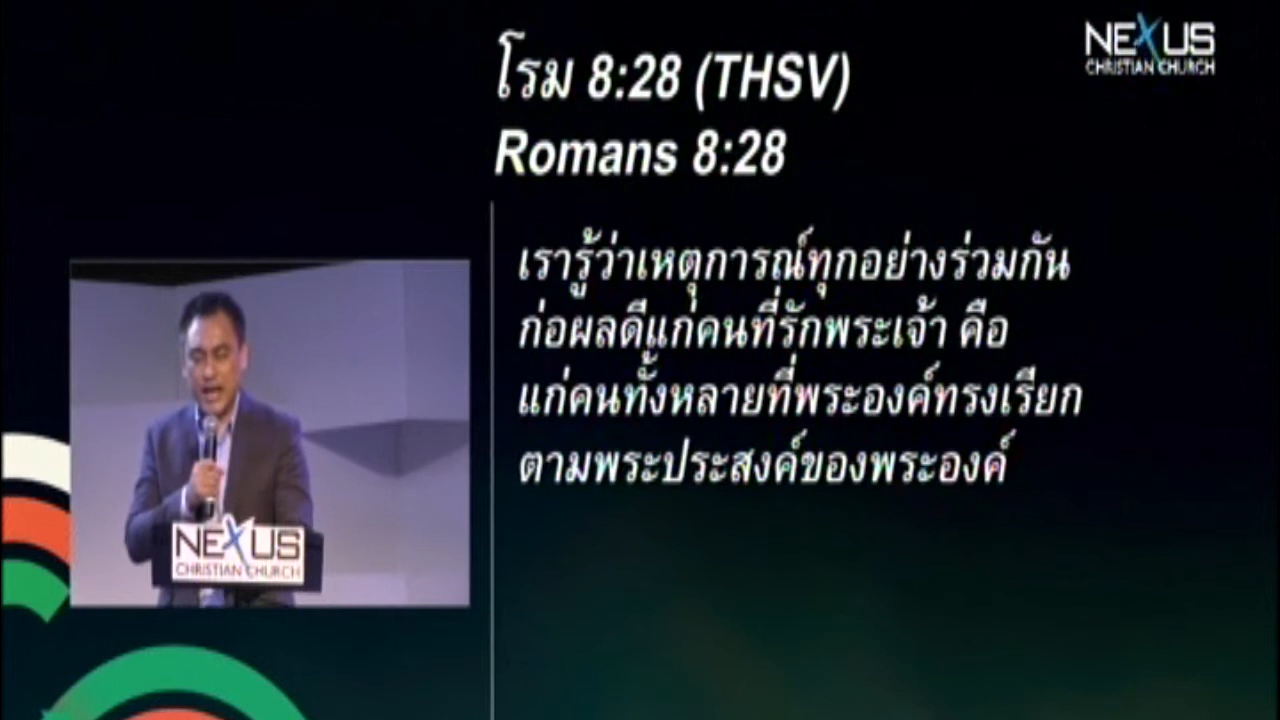 โรม 8:28 (THSV)
Romans 8:28
NEXUS
CHRISTIAN CHURCH
เรารู้ว่าเหตุการณ์ทุกอย่างร่วมกัน
ก่อผลดีแก่คนที่รักพระเจ้า คือ
แก่คนทั้งหลายที่พระองค์ทรงเรียก
ตามพระประสงค์ของพระองค์
NEXUS
CHRISTIAN CHURCH